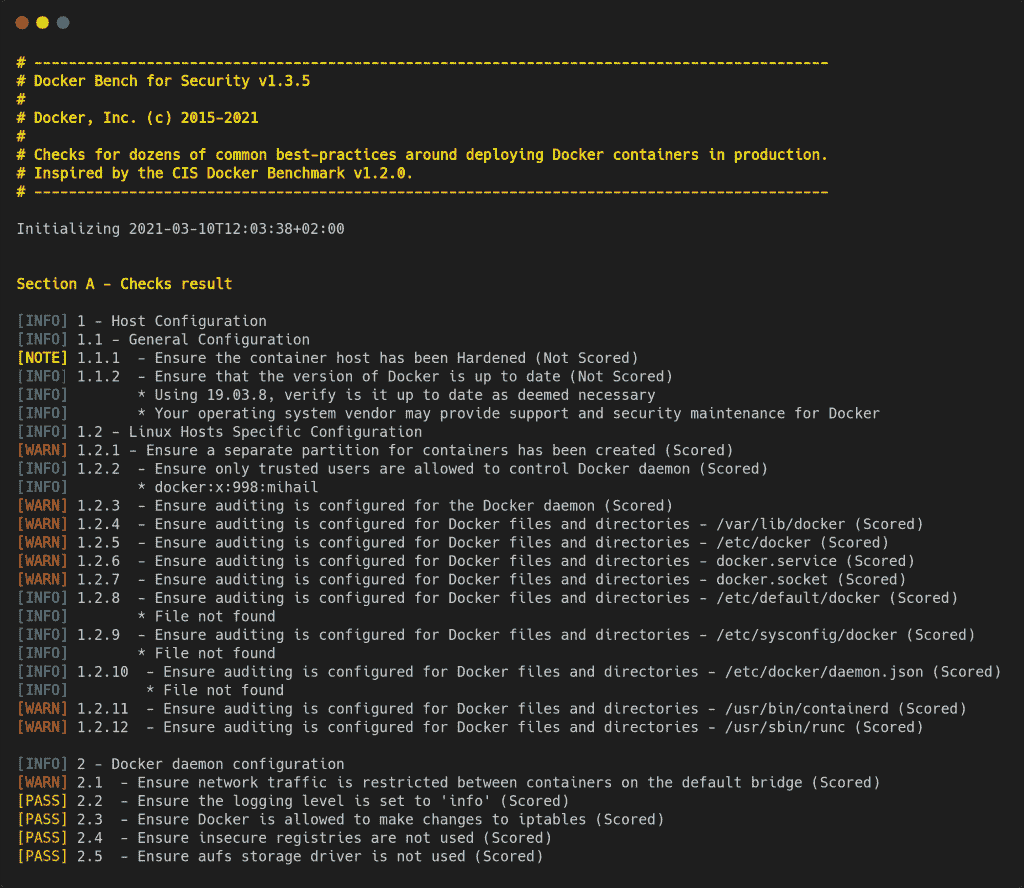 # --------------------------------------------------------------------------------------------
# Docker Bench for Security v1.3.5
#
# Docker, Inc. (c) 2015-2021
#
# Checks for dozens of common best-practices around deploying Docker containers in production.
# Inspired by the CIS Docker Benchmark v1.2.0.
# --------------------------------------------------------------------------------------------
Initializing 2021-03-10T12:03:38+02:00
Section A - Checks result
[INFO] 1 - Host Configuration
[INFO] 1.1 - General Configuration
[NOTE] 1.1.1  - Ensure the container host has been Hardened (Not Scored)
[INFO] 1.1.2  - Ensure that the version of Docker is up to date (Not Scored)
[INFO]        * Using 19.03.8, verify is it up to date as deemed necessary
[INFO]        * Your operating system vendor may provide support and security maintenance for Docker
[INFO] 1.2 - Linux Hosts Specific Configuration
[WARN] 1.2.1 - Ensure a separate partition for containers has been created (Scored)
[INFO] 1.2.2  - Ensure only trusted users are allowed to control Docker daemon (Scored)
[INFO]        * docker:x:998:mihail
[WARN] 1.2.3  - Ensure auditing is configured for the Docker daemon (Scored)
[WARN] 1.2.4  - Ensure auditing is configured for Docker files and directories - /var/lib/docker (Scored)
[WARN] 1.2.5  - Ensure auditing is configured for Docker files and directories - /etc/docker (Scored)
[WARN] 1.2.6  - Ensure auditing is configured for Docker files and directories - docker.service (Scored)
[WARN] 1.2.7  - Ensure auditing is configured for Docker files and directories - docker.socket (Scored)
[INFO] 1.2.8  - Ensure auditing is configured for Docker files and directories - /etc/default/docker (Scored)
[INFO]        * File not found
[INFO] 1.2.9  - Ensure auditing is configured for Docker files and directories - /etc/sysconfig/docker (Scored)
[INFO]        * File not found
[INFO] 1.2.10  - Ensure auditing is configured for Docker files and directories - /etc/docker/daemon.json (Scored)
[INFO]         * File not found
[WARN] 1.2.11  - Ensure auditing is configured for Docker files and directories - /usr/bin/containerd (Scored)
[WARN] 1.2.12  - Ensure auditing is configured for Docker files and directories - /usr/sbin/runc (Scored)
[INFO] 2 - Docker daemon configuration
[WARN] 2.1  - Ensure network traffic is restricted between containers on the default bridge (Scored)
[PASS] 2.2  - Ensure the logging level is set to 'info' (Scored)
[PASS] 2.3  - Ensure Docker is allowed to make changes to iptables (Scored)
[PASS] 2.4  - Ensure insecure registries are not used (Scored)
[PASS] 2.5  - Ensure aufs storage driver is not used (Scored)